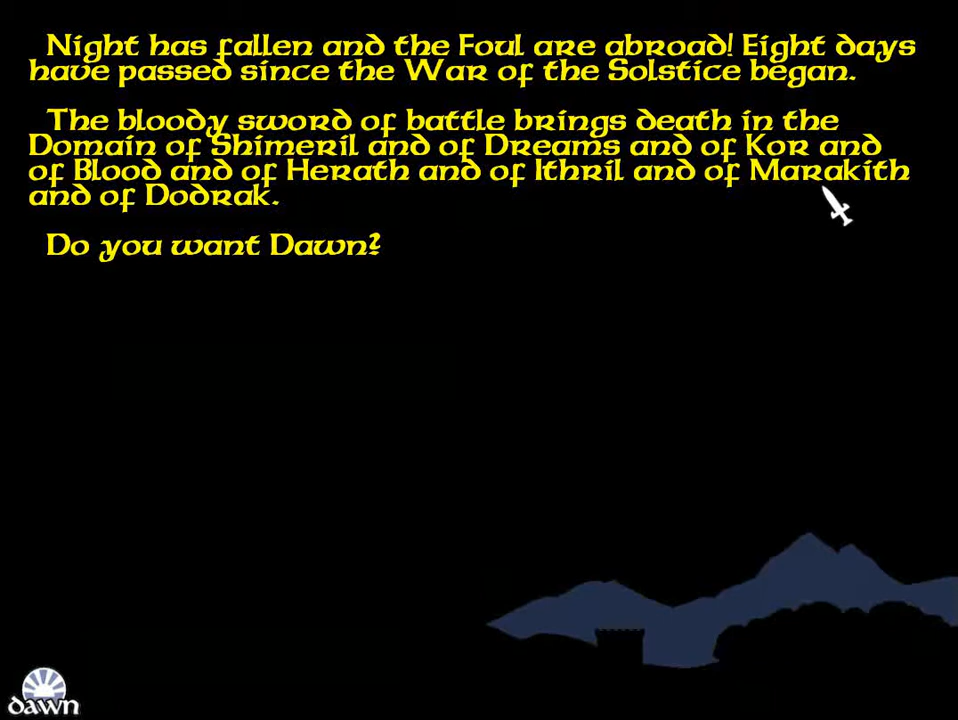 Night has fallen and the Foul are abroad! Eight days
have passed since the War of the Solstice began.
The bloody sword of battle brings death in the
Domain of Shimeril and of Dreams and of Kor and
of Blood and of Herath and of Ithril and of Marakith
and of Dodrak.
Do you want Dawn?
dawn